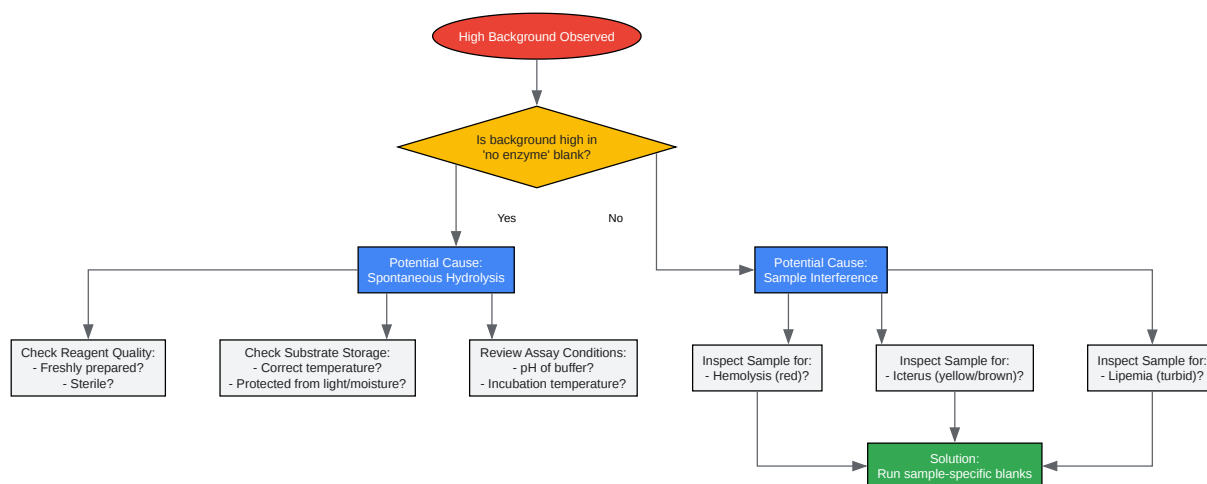 High Background Observed
Is background high in
'no enzyme' blank?
Yes
No
Potential Cause:
Spontaneous Hydrolysis
Potential Cause:
Sample Interference
Check Reagent Quality:
- Freshly prepared?
- Sterile?
Check Substrate Storage:
- Correct temperature?
- Protected from light/moisture?
Review Assay Conditions:
- pH of buffer?
- Incubation temperature?
Inspect Sample for:
- Hemolysis (red)?
Inspect Sample for:
- Icterus (yellow/brown)?
Inspect Sample for:
- Lipemia (turbid)?
Solution:
Run sample-specific blanks